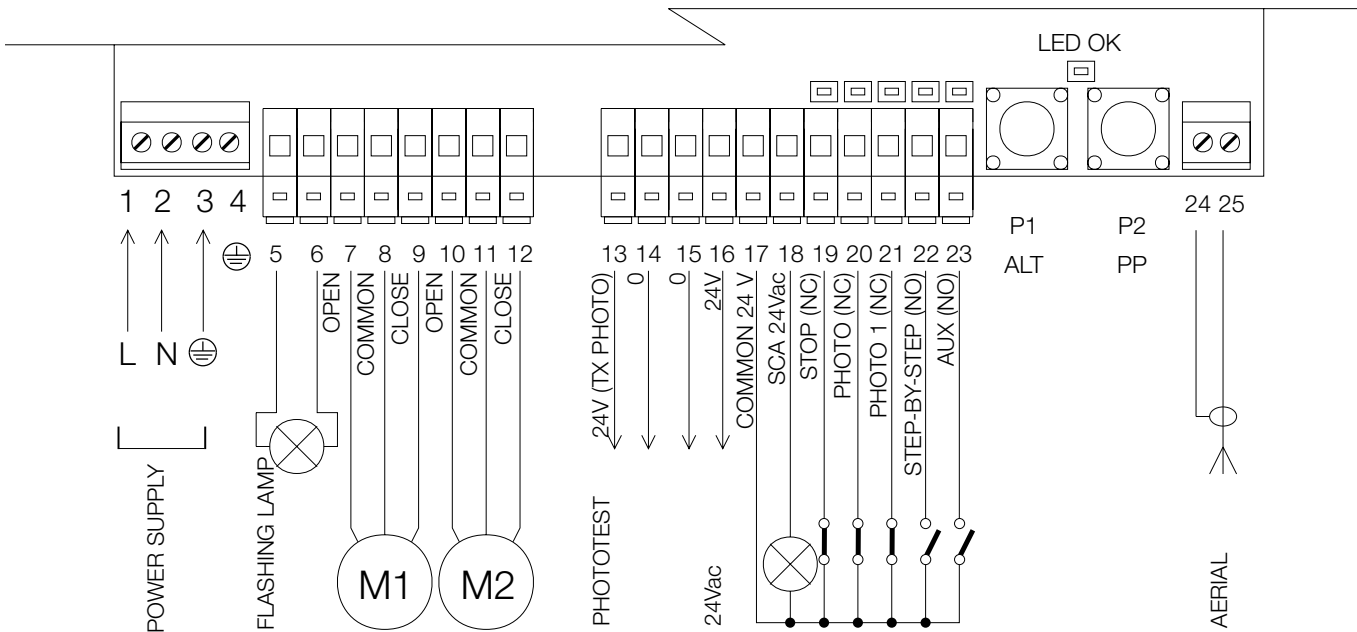 LED OK
1 2 3 4
24 25
P1
P2
ALT
PP
5 6 7 8 9 10 11 12
13 14 15 16 17 18 19 20 21 22 23
L N
OPEN
COMMON
CLOSE
OPEN
COMMON
CLOSE
24V (TX PHOTO)
0
0
24V
COMMON 24 V
SCA 24Vac
STOP (NC)
PHOTO (NC)
PHOTO 1 (NC)
STEP-BY-STEP (NO)
AUX (NO)
POWER SUPPLY
FLASHING LAMP
M1
M2
PHOTOTEST
24Vac
AERIAL